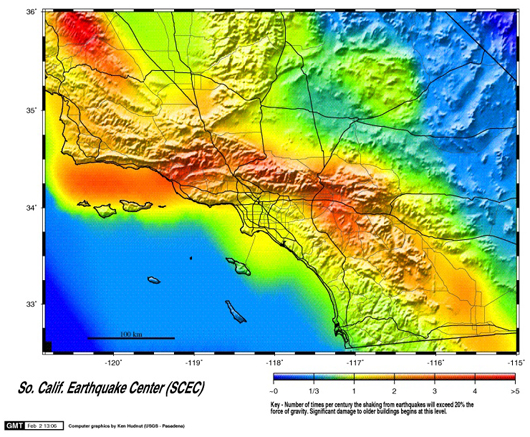 36°
35°
34°
33°
100 km
-120° -119° -118° -117° -116° -115°
So. Calif. Earthquake Center (SCEC)
~0 1/3 1 2 3 4 >5
Key - Number of times per century the shaking from earthquakes will exceed 20% the
force of gravity. Significant damage to older buildings begins at this level.
GMT Feb 2 13:06 Computer graphics by Ken Hudnut (USGS - Pasadena)